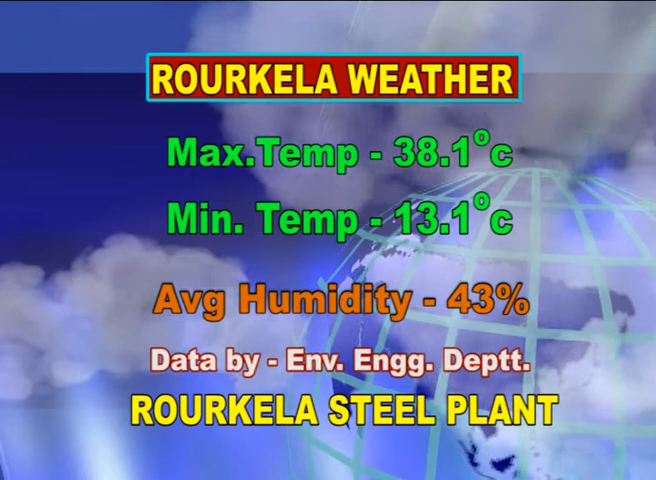 ROURKELA WEATHER
Max.Temp - 38.1°c
Min. Temp - 13.1°c
Avg Humidity - 43%
Data by - Env. Engg. Deptt.
ROURKELA STEEL PLANT